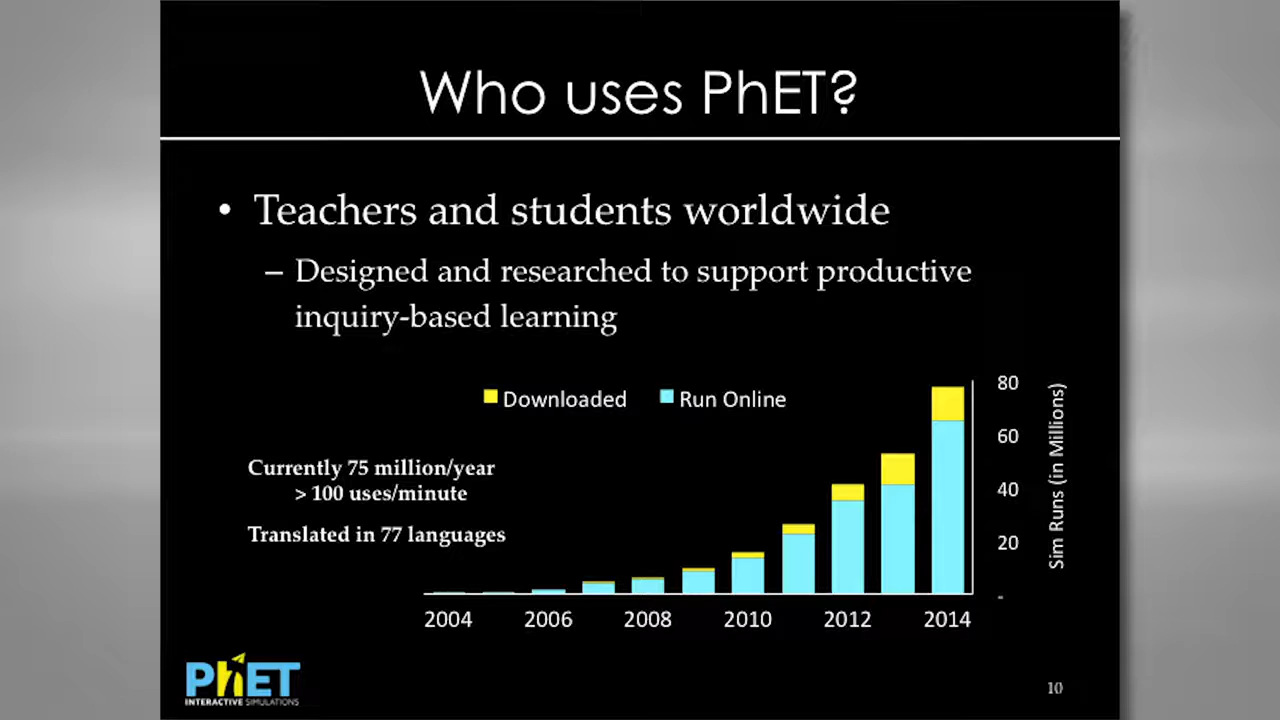 Who uses PhET?
• Teachers and students worldwide
– Designed and researched to support productive
inquiry-based learning
Downloaded
Run Online
Currently 75 million/year
> 100 uses/minute
Translated in 77 languages
80
60
40
20
-
Sim Runs (in Millions)
2004 2006 2008 2010 2012 2014
PhET
INTERACTIVE SIMULATIONS
10